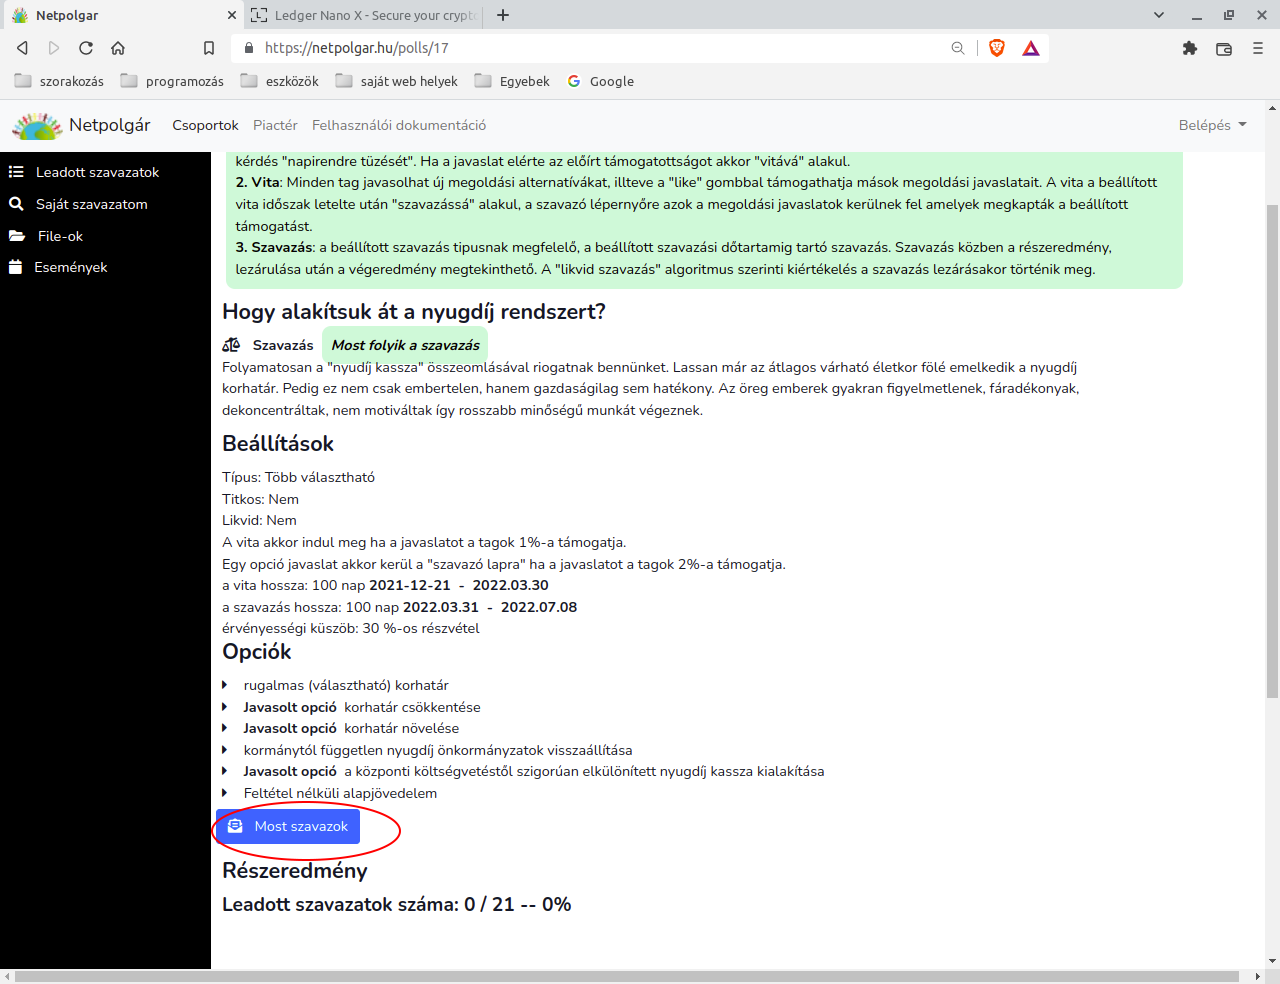 Netpolgar
Ledger Nano X - Secure your crypto
https://netpolgar.hu/polls/17
szorakozás programozás eszközök saját web helyek Egyebek Google
Netpolgár Csoportok Piactér Felhasználói dokumentáció Belépés
Leadott szavazatok
Saját szavazatom
File-ok
Események
kérdés "napirendre tüzését". Ha a javaslat elérte az előírt támogatottságot akkor "vitává" alakul.
2. Vita: Minden tag javasolhat új megoldási alternatívákat, illteve a "like" gombbal támogathatja mások megoldási javaslatait. A vita a beállított
vita időszak letelte után "szavazássá" alakul, a szavazó lépernyőre azok a megoldási javaslatok kerülnek fel amelyek megkapták a beállított
támogatást.
3. Szavazás: a beállított szavazás tipusnak megfelelő, a beállított szavazási dőtartamig tartó szavazás. Szavazás közben a részeredmény,
lezárulása után a végeredmény megtekinthető. A "likvid szavazás" algoritmus szerinti kiértékelés a szavazás lezárásakor történik meg.
Hogy alakítsuk át a nyugdíj rendszert?
Szavazás Most folyik a szavazás
Folyamatosan a "nyudíj kassza" összeomlásával riogatnak bennünket. Lassan már az átlagos várható életkor fölé emelkedik a nyugdíj
korhatár. Pedig ez nem csak embertelen, hanem gazdaságilag sem hatékony. Az öreg emberek gyakran figyelmetlenek, fáradékonyak,
dekoncentráltak, nem motiváltak így rosszabb minőségű munkát végeznek.
Beállítások
Típus: Több választható
Titkos: Nem
Likvid: Nem
A vita akkor indul meg ha a javaslatot a tagok 1%-a támogatja.
Egy opció javaslat akkor kerül a "szavazó lapra" ha a javaslatot a tagok 2%-a támogatja.
a vita hossza: 100 nap 2021-12-21 - 2022.03.30
a szavazás hossza: 100 nap 2022.03.31 - 2022.07.08
érvényességi küszöb: 30 %-os részvétel
Opciók
rugalmas (választható) korhatár
Javasolt opció korhatár csökkentése
Javasolt opció korhatár növelése
kormánytól független nyugdíj önkormányzatok visszaállítása
Javasolt opció a központi költségvetéstől szigorúan elkülönített nyugdíj kassza kialakítása
Feltétel nélküli alapjövedelem
Most szavazok
Részeredmény
Leadott szavazatok száma: 0 / 21 -- 0%